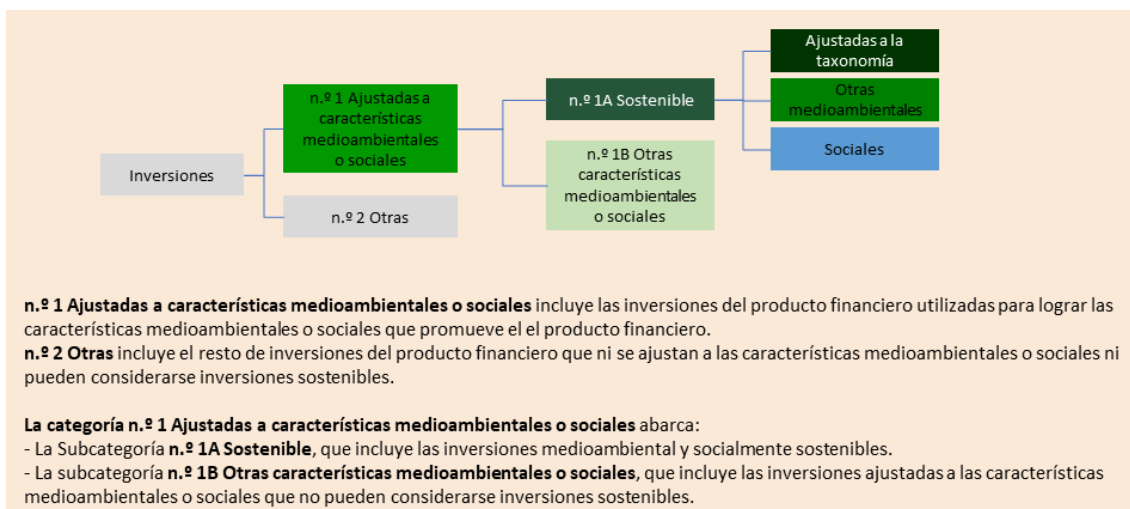 Inversiones
n.º 1 Ajustadas a
características
medioambientales
o sociales
n.º 2 Otras
n.º 1A Sostenible
n.º 1B Otras
características
medioambientales
o sociales
Ajustadas a la
taxonomía
Otras
medioambientales
Sociales
n.º 1 Ajustadas a características medioambientales o sociales incluye las inversiones del producto financiero utilizadas para lograr las
características medioambientales o sociales que promueve el el producto financiero.
n.º 2 Otras incluye el resto de inversiones del producto financiero que ni se ajustan a las características medioambientales o sociales ni
pueden considerarse inversiones sostenibles.
La categoría n.º 1 Ajustadas a características medioambientales o sociales abarca:
- La Subcategoría n.º 1A Sostenible, que incluye las inversiones medioambiental y socialmente sostenibles.
- La subcategoría n.º 1B Otras características medioambientales o sociales, que incluye las inversiones ajustadas a las características
medioambientales o sociales que no pueden considerarse inversiones sostenibles.